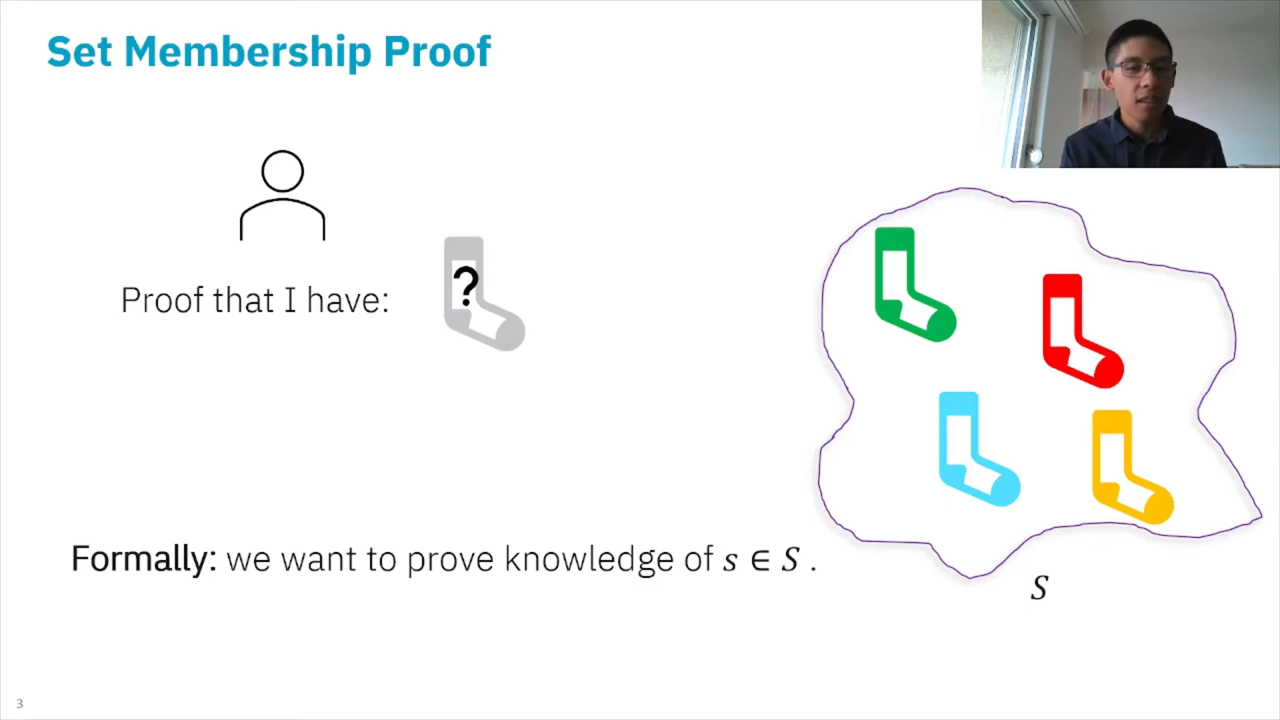 Set Membership Proof
?
Proof that I have:
Formally: we want to prove knowledge of s ∈ S .
S
3